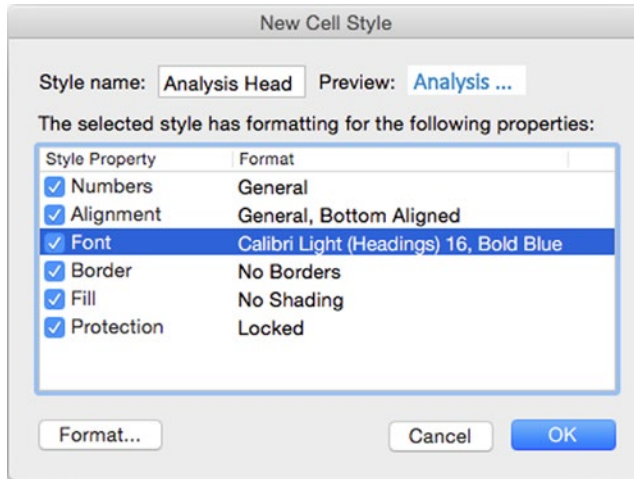 New Cell Style
Style name: Analysis Head Preview: Analysis ...
The selected style has formatting for the following properties:
Style Property Format
Numbers General
Alignment General, Bottom Aligned
Font Calibri Light (Headings) 16, Bold Blue
Border No Borders
Fill No Shading
Protection Locked
Format... Cancel OK